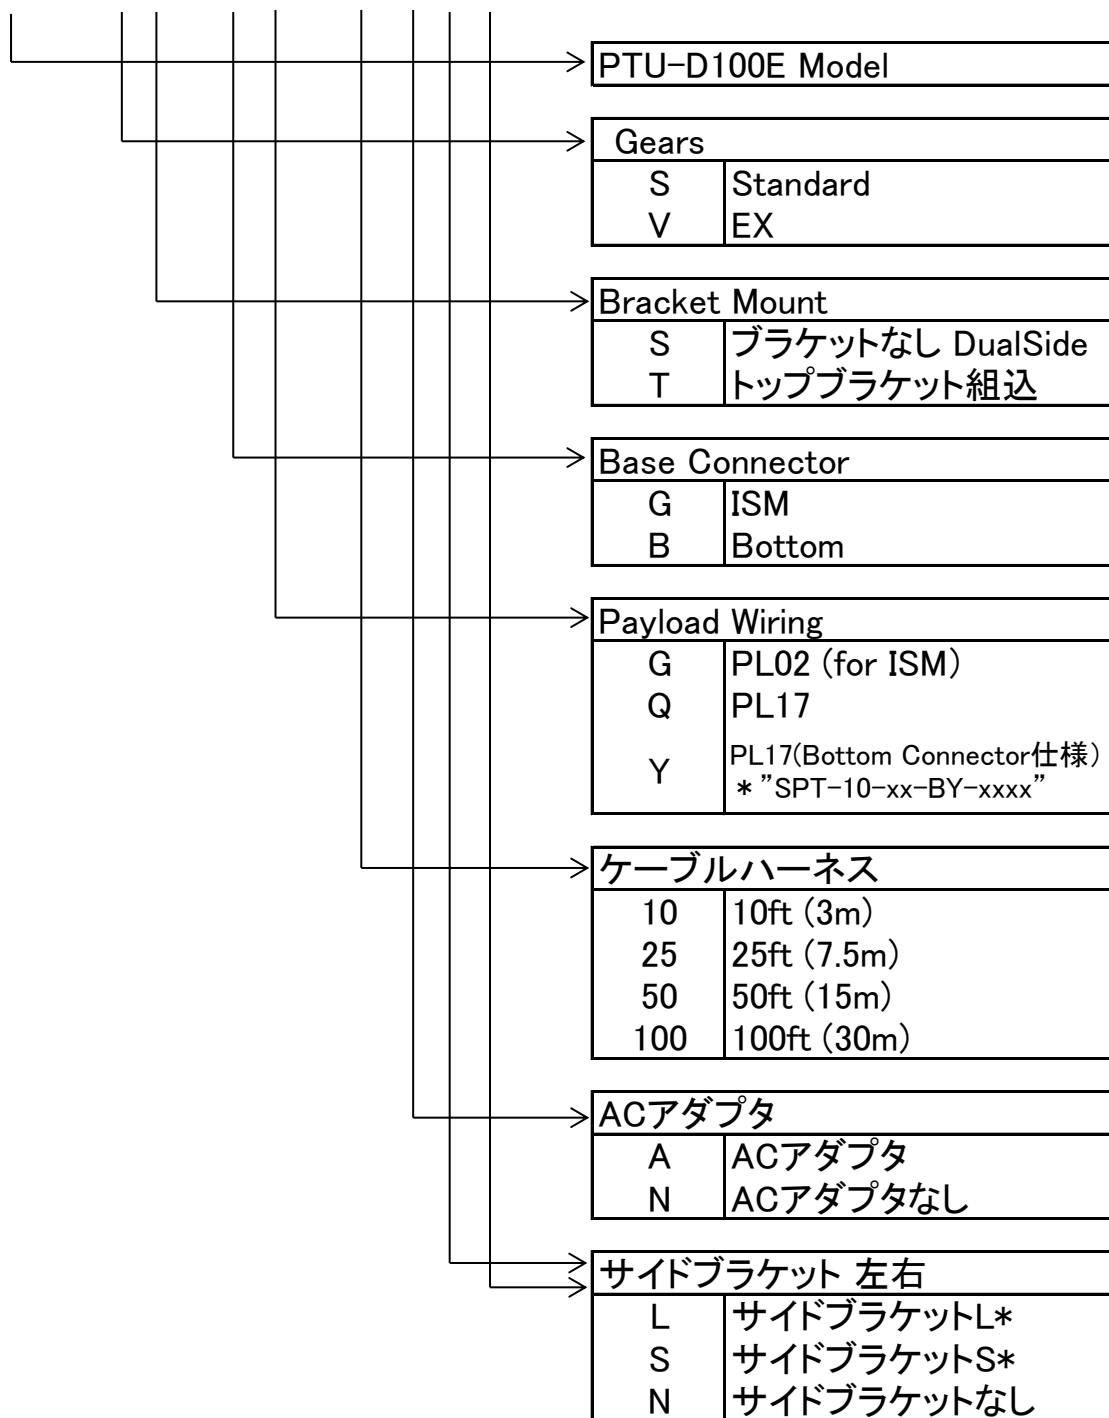 PTU-D100E Model
Gears
S Standard
V EX
Bracket Mount
S ブラケットなし DualSide
T トップブラケット組込
Base Connector
G ISM
B Bottom
Payload Wiring
G PL02 (for ISM)
Q PL17
Y PL17(Bottom Connector仕様)
*"SPT-10-xx-BY-xxxx"
ケーブルハーネス
10 10ft (3m)
25 25ft (7.5m)
50 50ft (15m)
100 100ft (30m)
ACアダプタ
A ACアダプタ
N ACアダプタなし
サイドブラケット 左右
L サイドブラケットL*
S サイドブラケットS*
N サイドブラケットなし